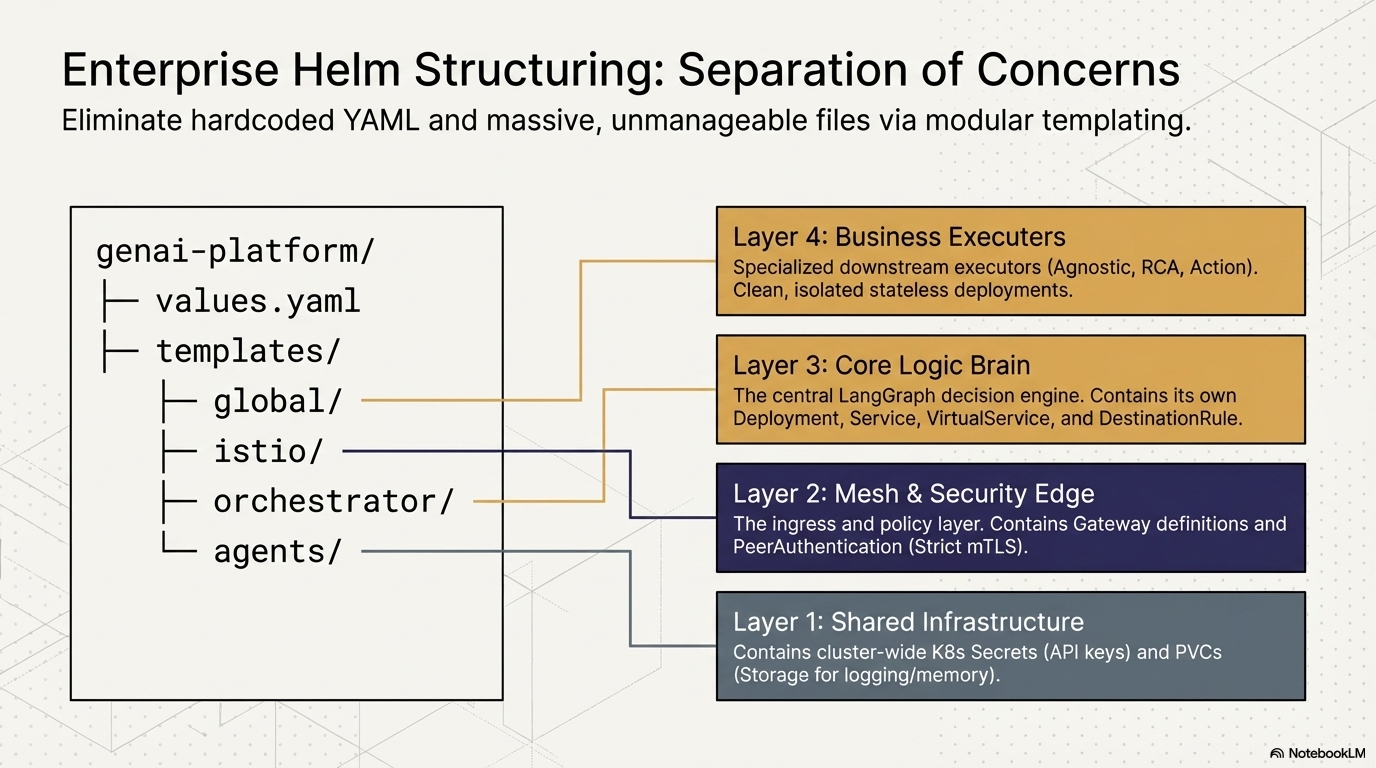 Enterprise Helm Structuring: Separation of Concerns
Eliminate hardcoded YAML and massive, unmanageable files via modular templating.
genai-platform/
├── values.yaml
├── templates/
├── global/
├── istio/
├── orchestrator/
└── agents/
Layer 4: Business Executers
Specialized downstream executors (Agnostic, RCA, Action).
Clean, isolated stateless deployments.
Layer 3: Core Logic Brain
The central LangGraph decision engine. Contains its own
Deployment, Service, VirtualService, and DestinationRule.
Layer 2: Mesh & Security Edge
The ingress and policy layer. Contains Gateway definitions and
PeerAuthentication (Strict mTLS).
Layer 1: Shared Infrastructure
Contains cluster-wide K8s Secrets (API keys) and PVCs
(Storage for logging/memory).
NotebookLM